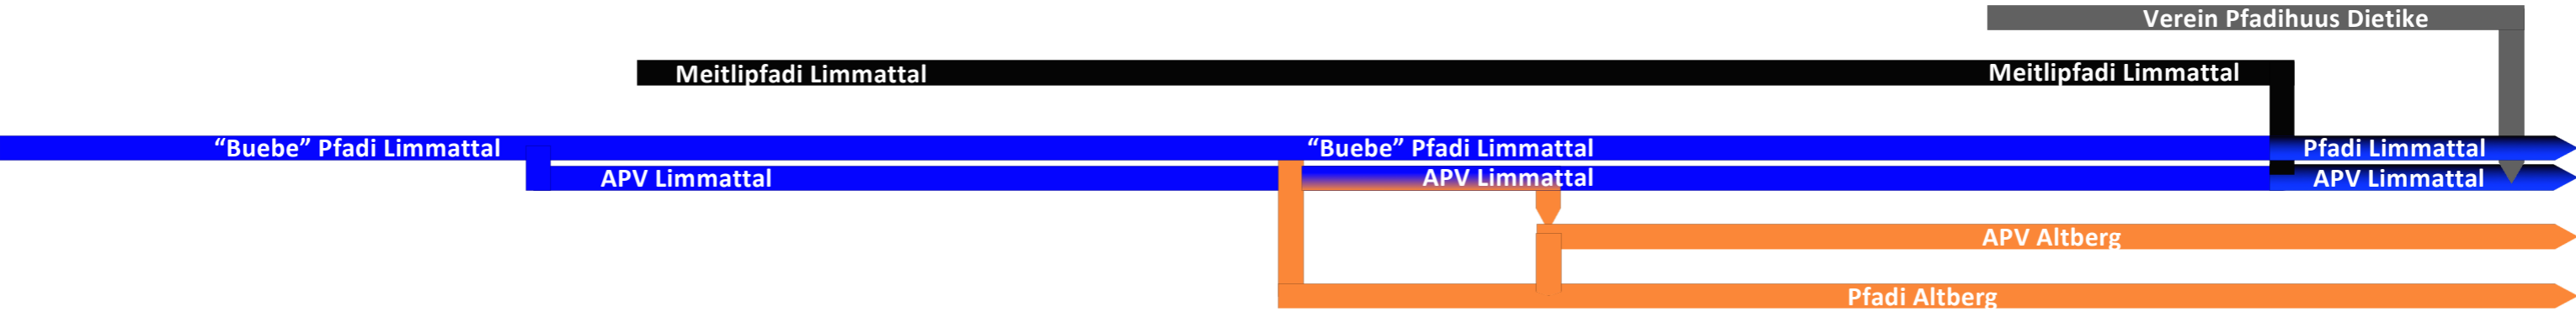 Verein Pfadihuus Dietike
Meitlipfadi Limmattal
Meitlipfadi Limmattal
“Buebe” Pfadi Limmattal
“Buebe” Pfadi Limmattal
Pfadi Limmattal
APV Limmattal
APV Limmattal
APV Limmattal
APV Altberg
Pfadi Altberg